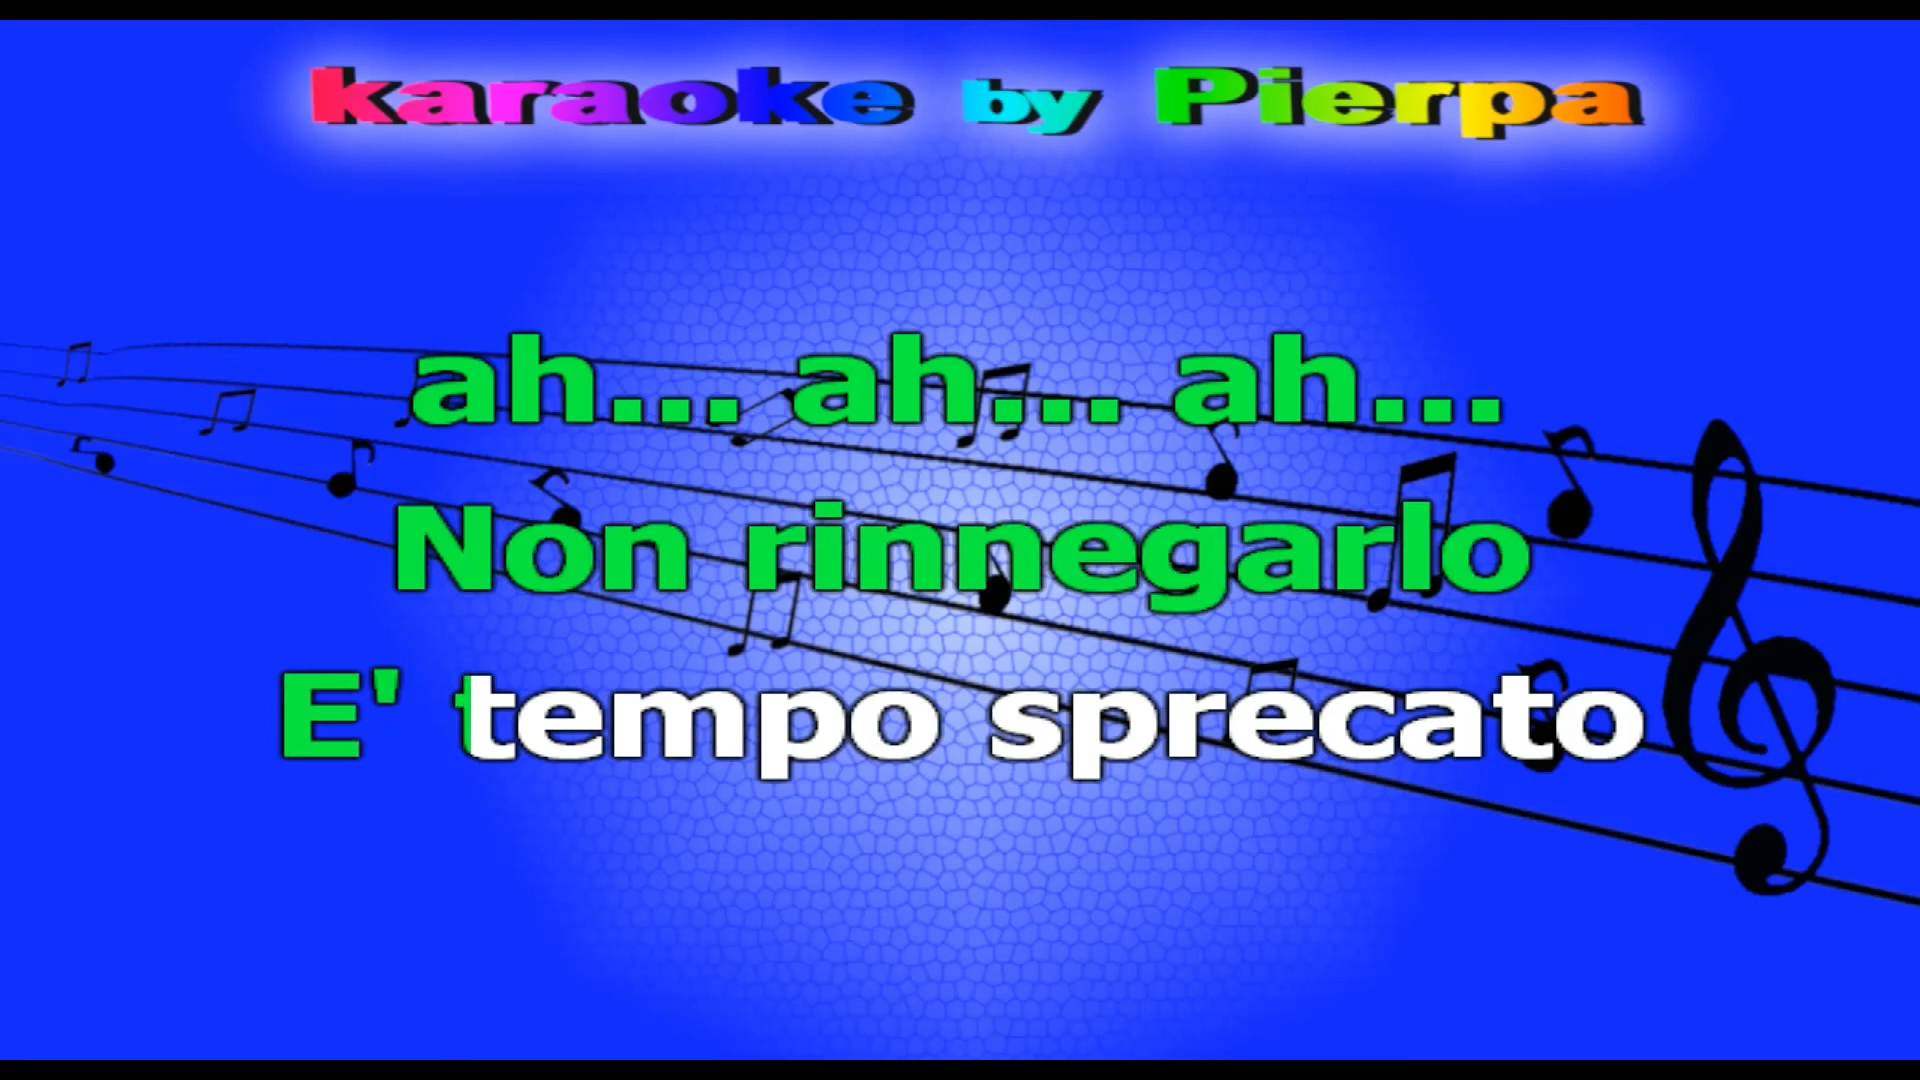 karaoke by Pierpa
ah... ah... ah...
Non rinnegarlo
E' tempo sprecato